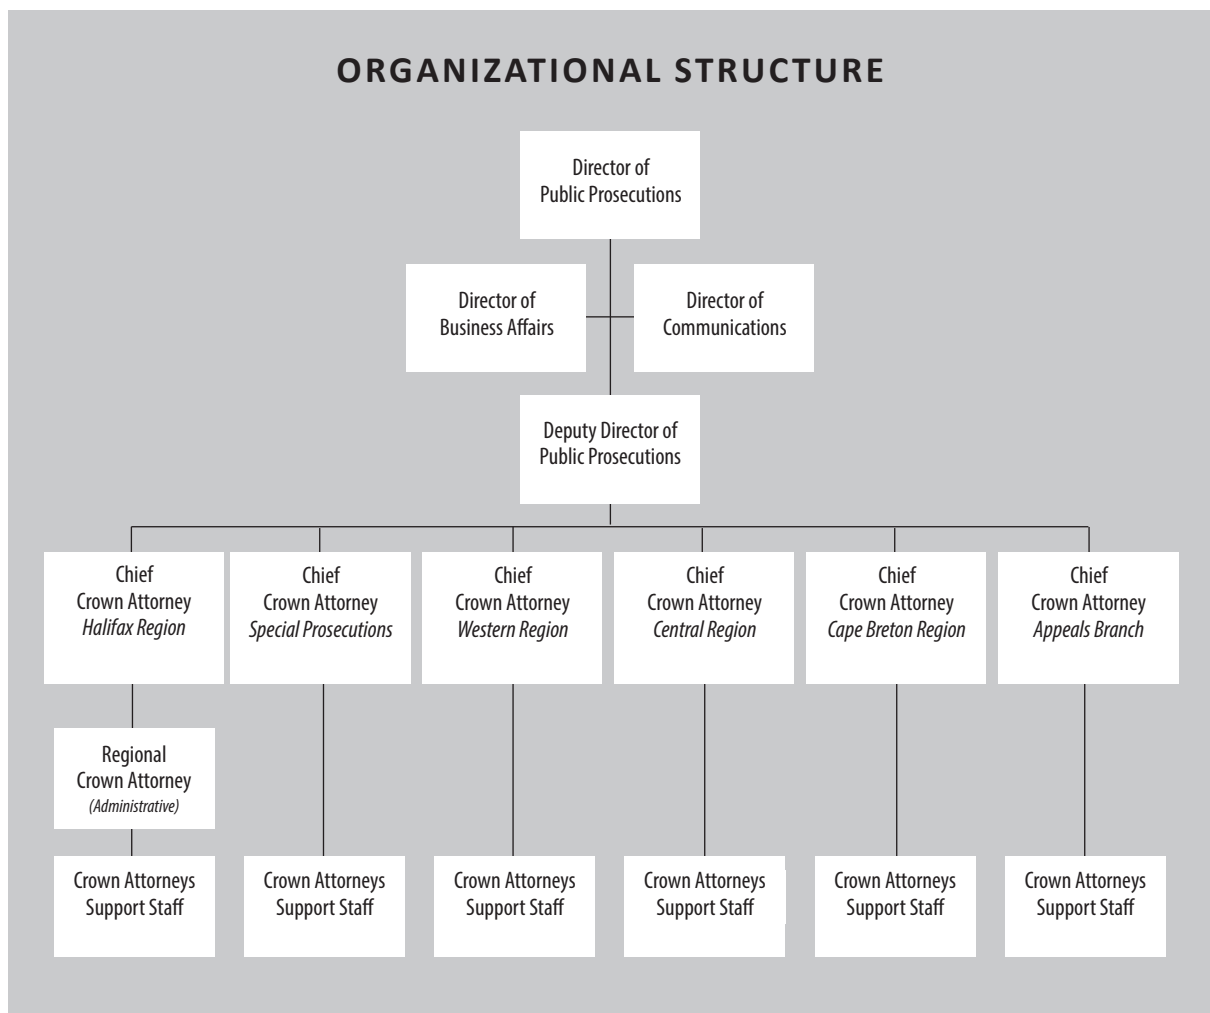 ORGANIZATIONAL STRUCTURE
Director of
Public Prosecutions
Director of
Business Affairs
Director of
Communications
Deputy Director of
Public Prosecutions
Chief
Crown Attorney
Halifax Region
Chief
Crown Attorney
Special Prosecutions
Chief
Crown Attorney
Western Region
Chief
Crown Attorney
Central Region
Chief
Crown Attorney
Cape Breton Region
Chief
Crown Attorney
Appeals Branch
Regional
Crown Attorney
(Administrative)
Crown Attorneys
Support Staff
Crown Attorneys
Support Staff
Crown Attorneys
Support Staff
Crown Attorneys
Support Staff
Crown Attorneys
Support Staff
Crown Attorneys
Support Staff